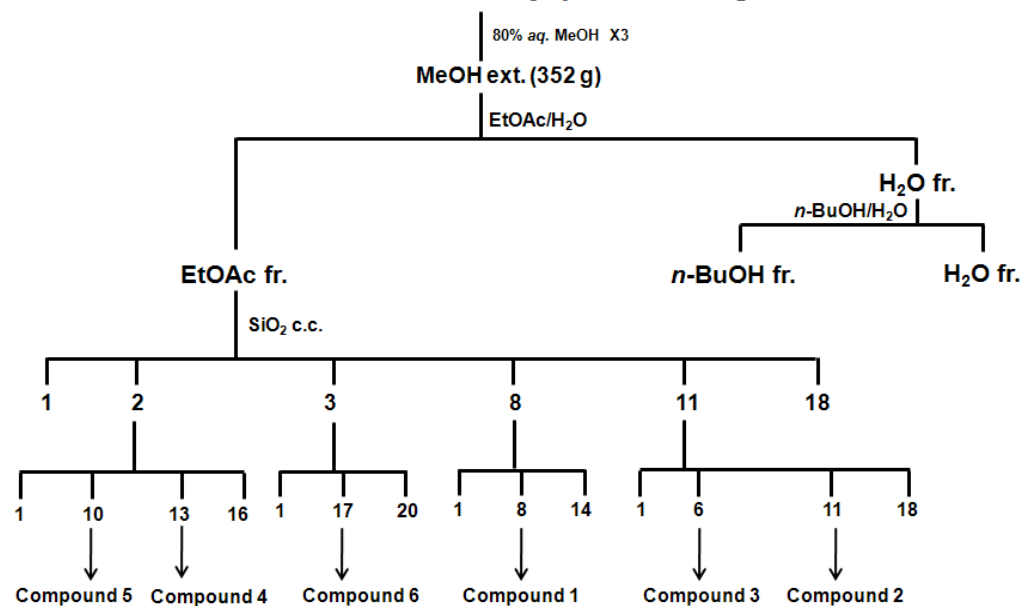 80% aq. MeOH X3
MeOH ext. (352 g)
EtOAc/H₂O
H₂O fr.
n-BuOH/H₂O
EtOAc fr. n-BuOH fr. H₂O fr.
SiO₂ c.c.
1 2 3 8 11 18
1 10 13 16 1 17 20 1 8 14 1 6 11 18
Compound 5 Compound 4 Compound 6 Compound 1 Compound 3 Compound 2